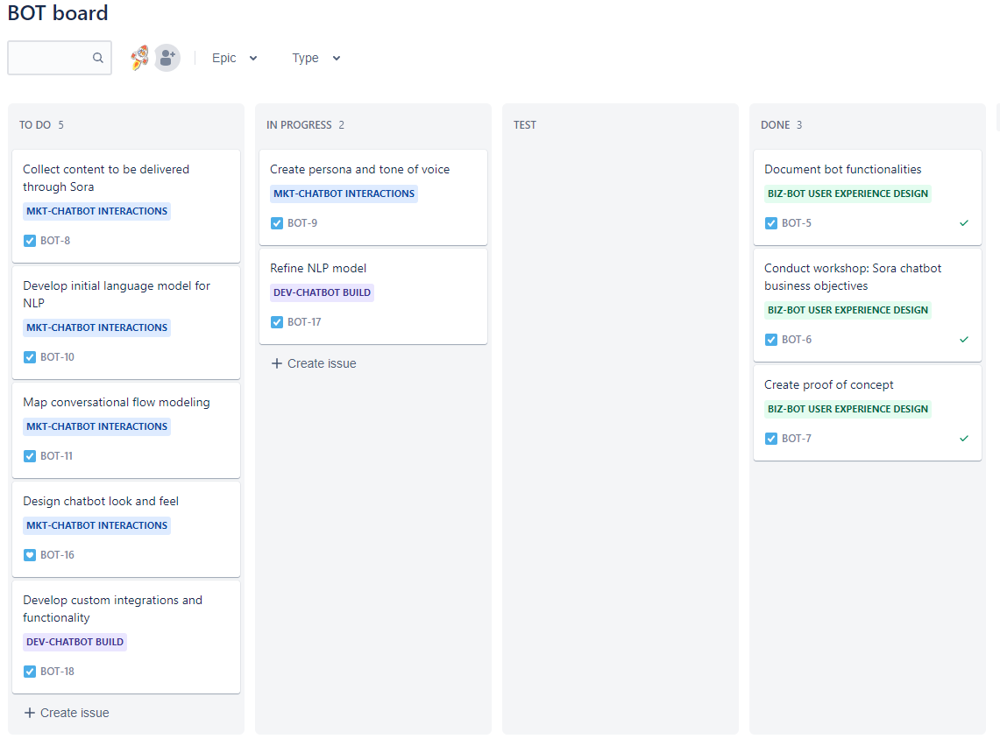 BOT board
Epic
Type
TO DO 5
Collect content to be delivered
through Sora
MKT-CHATBOT INTERACTIONS
BOT-8
Develop initial language model for
NLP
MKT-CHATBOT INTERACTIONS
BOT-10
Map conversational flow modeling
MKT-CHATBOT INTERACTIONS
BOT-11
Design chatbot look and feel
MKT-CHATBOT INTERACTIONS
BOT-16
Develop custom integrations and
functionality
DEV-CHATBOT BUILD
BOT-18
Create issue
IN PROGRESS 2
Create persona and tone of voice
MKT-CHATBOT INTERACTIONS
BOT-9
Refine NLP model
DEV-CHATBOT BUILD
BOT-17
Create issue
TEST
DONE 3
Document bot functionalities
BIZ-BOT USER EXPERIENCE DESIGN
BOT-5
Conduct workshop: Sora chatbot
business objectives
BIZ-BOT USER EXPERIENCE DESIGN
BOT-6
Create proof of concept
BIZ-BOT USER EXPERIENCE DESIGN
BOT-7